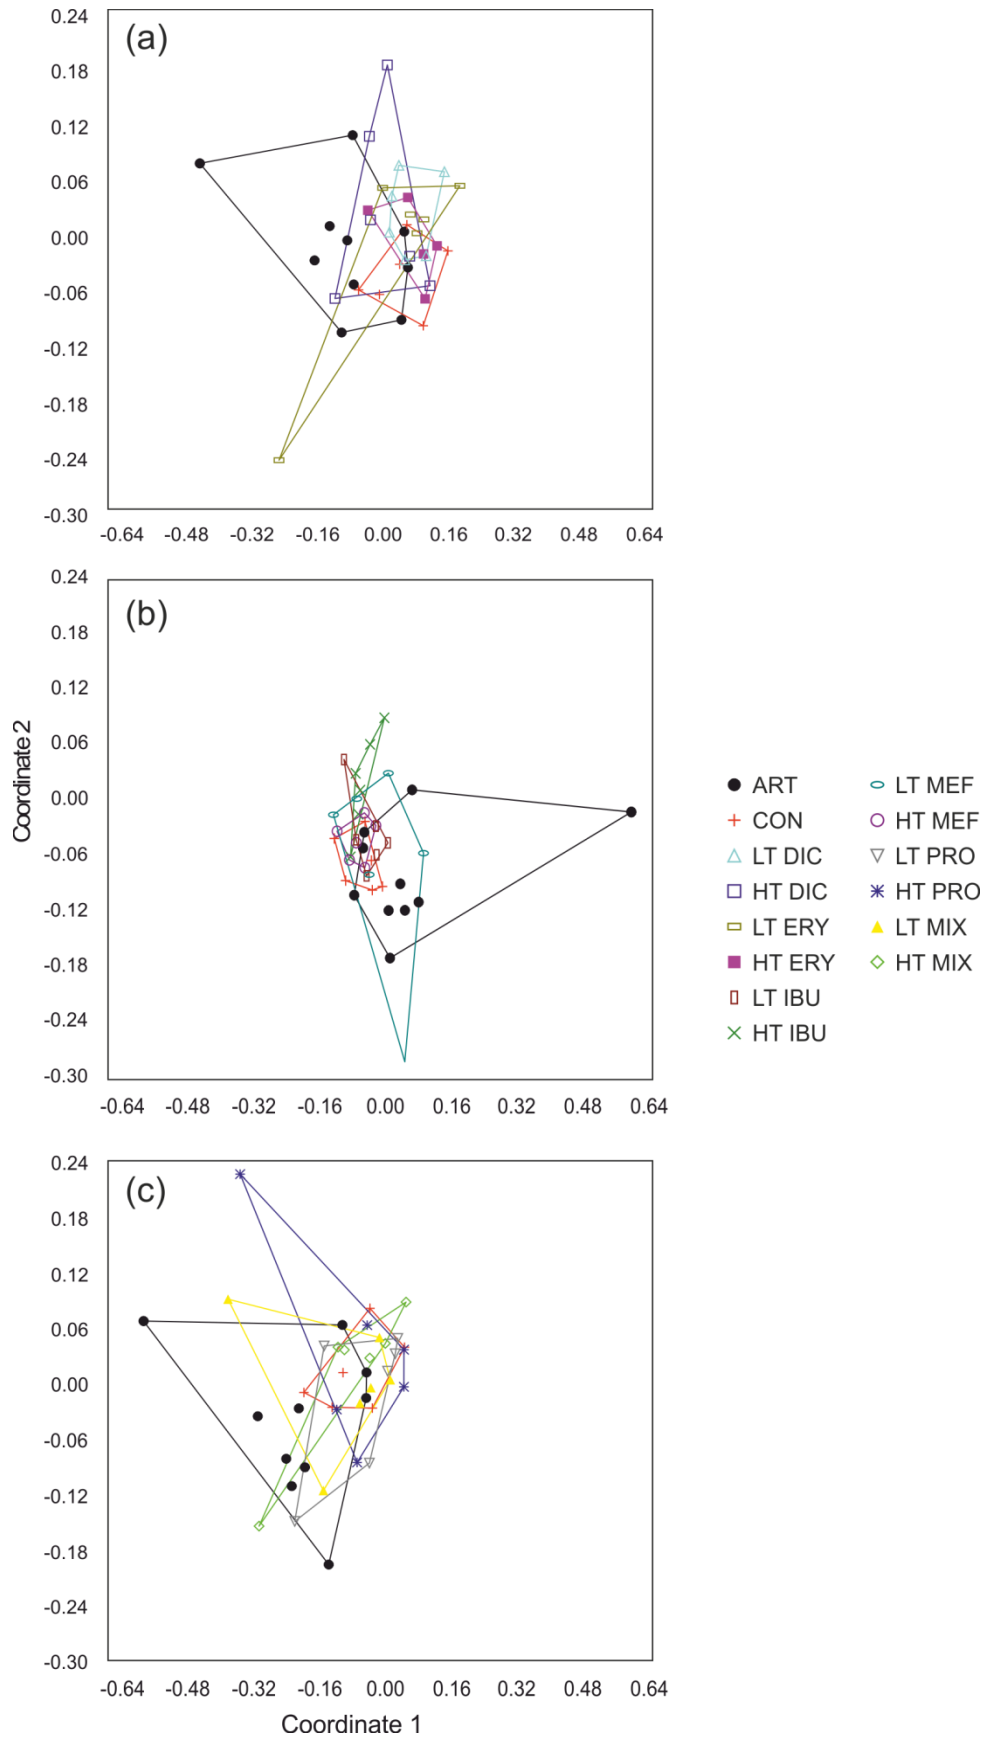 (a)
0.24
0.18
0.12
0.06
0.00
-0.06
-0.12
-0.18
-0.24
-0.30
-0.64 -0.48 -0.32 -0.16 0.00 0.16 0.32 0.48 0.64
(b)
0.24
0.18
0.12
0.06
0.00
-0.06
-0.12
-0.18
-0.24
-0.30
-0.64 -0.48 -0.32 -0.16 0.00 0.16 0.32 0.48 0.64
Coordinate 2
ART
CON
LT DIC
HT DIC
LT ERY
HT ERY
LT IBU
HT IBU
LT MEF
HT MEF
LT PRO
HT PRO
LT MIX
HT MIX
(c)
0.24
0.18
0.12
0.06
0.00
-0.06
-0.12
-0.18
-0.24
-0.30
-0.64 -0.48 -0.32 -0.16 0.00 0.16 0.32 0.48 0.64
Coordinate 1